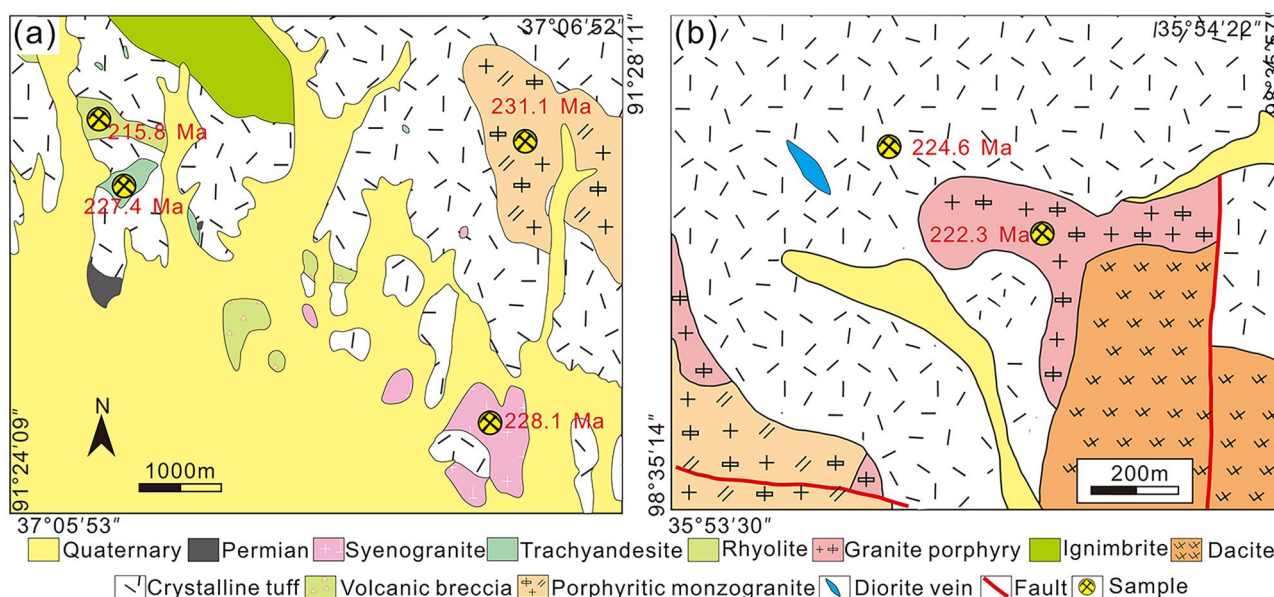 (a)
37°06′52″
91°28′11″
215.8 Ma
227.4 Ma
231.1 Ma
228.1 Ma
N
1000m
91°24′09″
37°05′53″
(b)
35°54′22″
224.6 Ma
222.3 Ma
200m
98°35′14″
35°53′30″
Quaternary Permian Syenogranite Trachyandesite Rhyolite Granite porphyry Ignimbrite Dacite
Crystalline tuff Volcanic breccia Porphyritic monzogranite Diorite vein Fault Sample